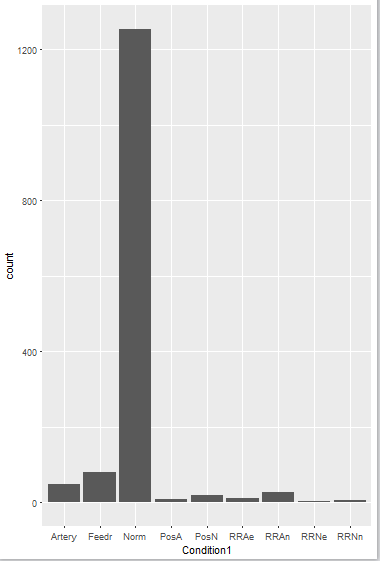 1200
800
count
400
0
Artery Feedr Norm PosA PosN RRAe RRAn RRNe RRNn
Condition1